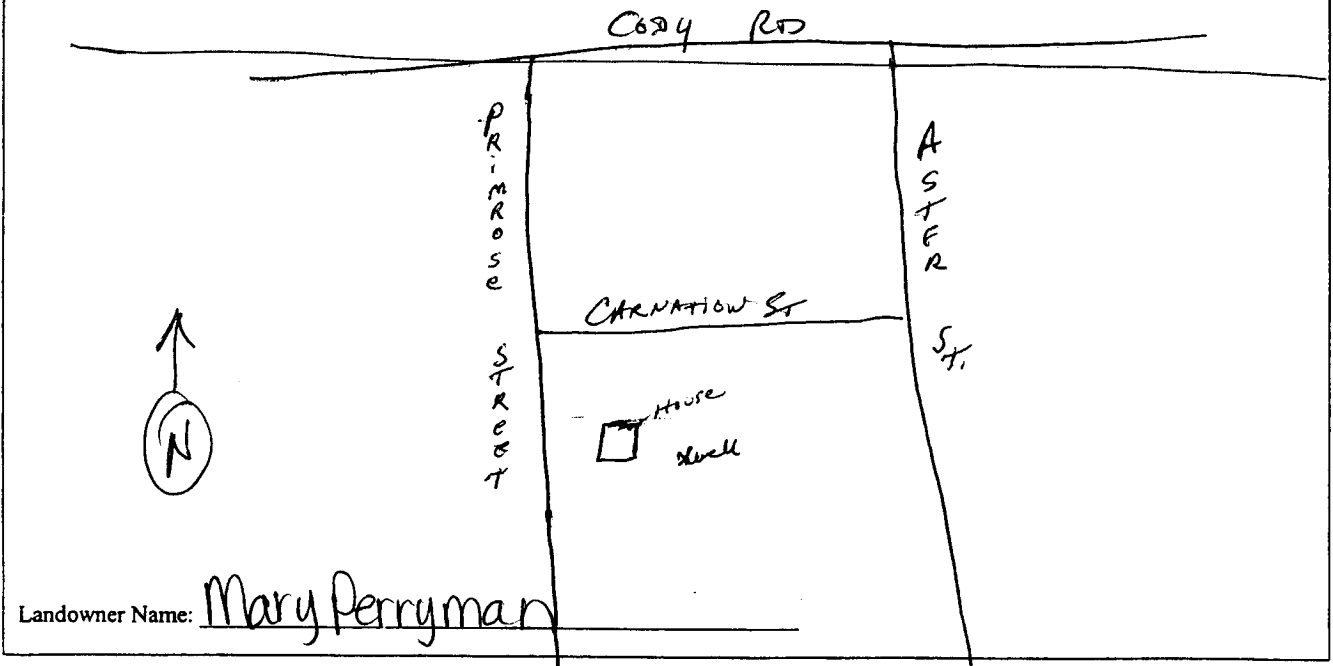 CODY RD
PRiMROSe STReeT
ASTER ST.
CARNATION ST
House
well
N
Landowner Name: Mary Perryman